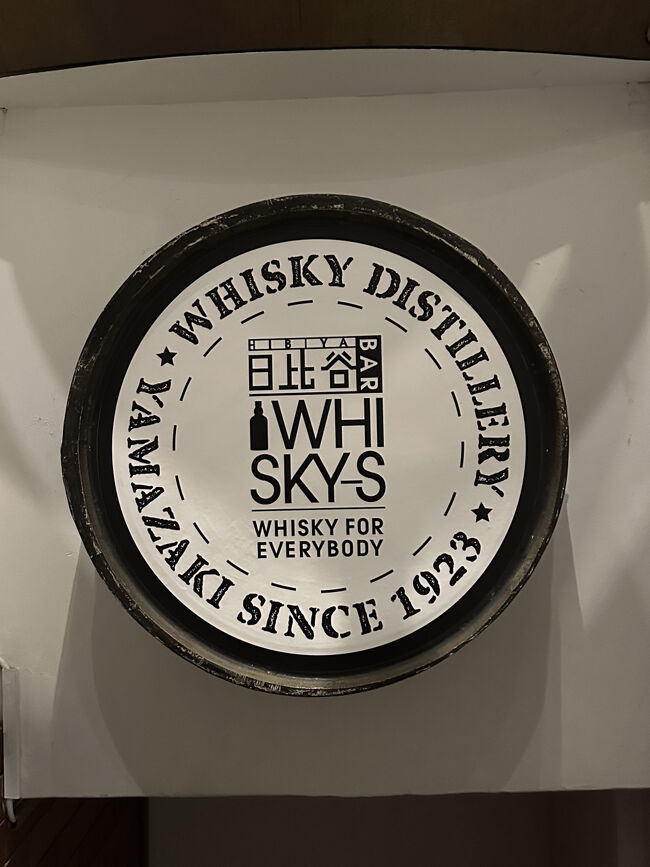 WHISKY DISTILLERY
★ YAMAZAKI SINCE 1923 ★
HIBIYA
BAR
日比谷
WHI
SKY-S
WHISKY FOR
EVERYBODY